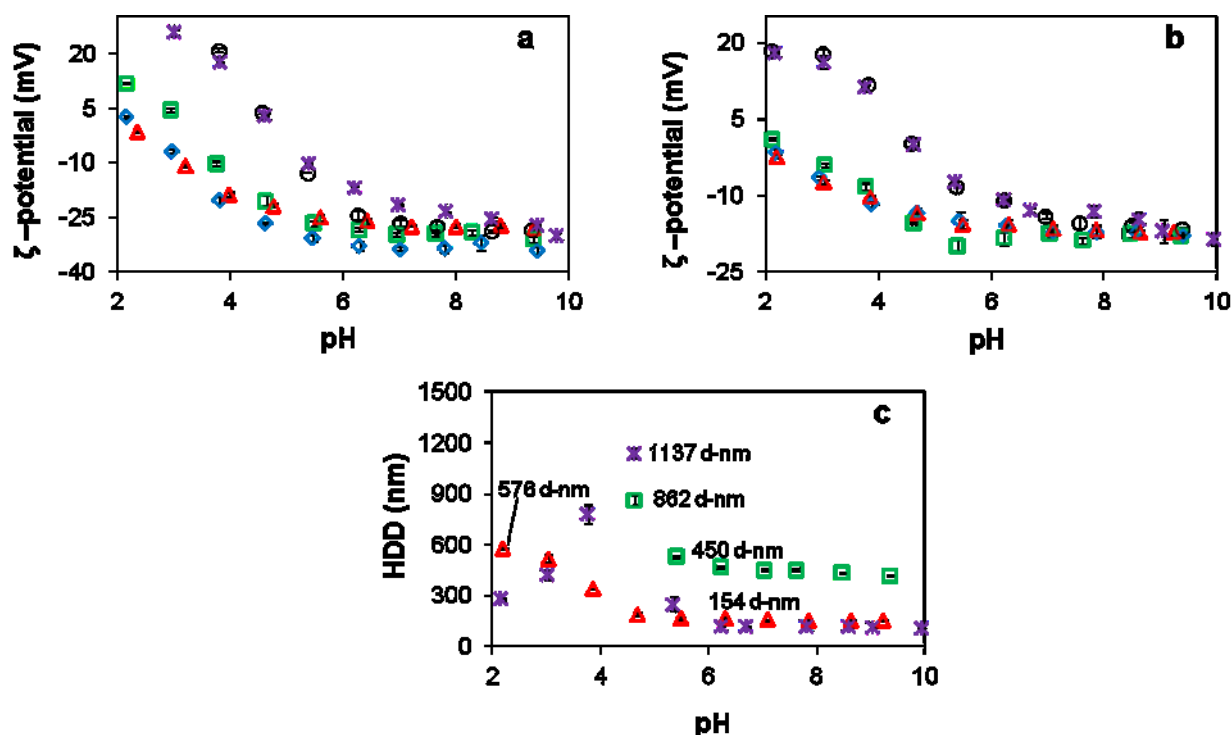 a
ζ –potential (mV)
20
5
-10
-25
-40
2 4 6 8 10
pH
b
ζ –potential (mV)
20
5
-10
-25
2 4 6 8 10
pH
c
HDD (nm)
1500
1200
900
600
300
0
1137 d-nm
576 d-nm
862 d-nm
450 d-nm
154 d-nm
2 4 6 8 10
pH